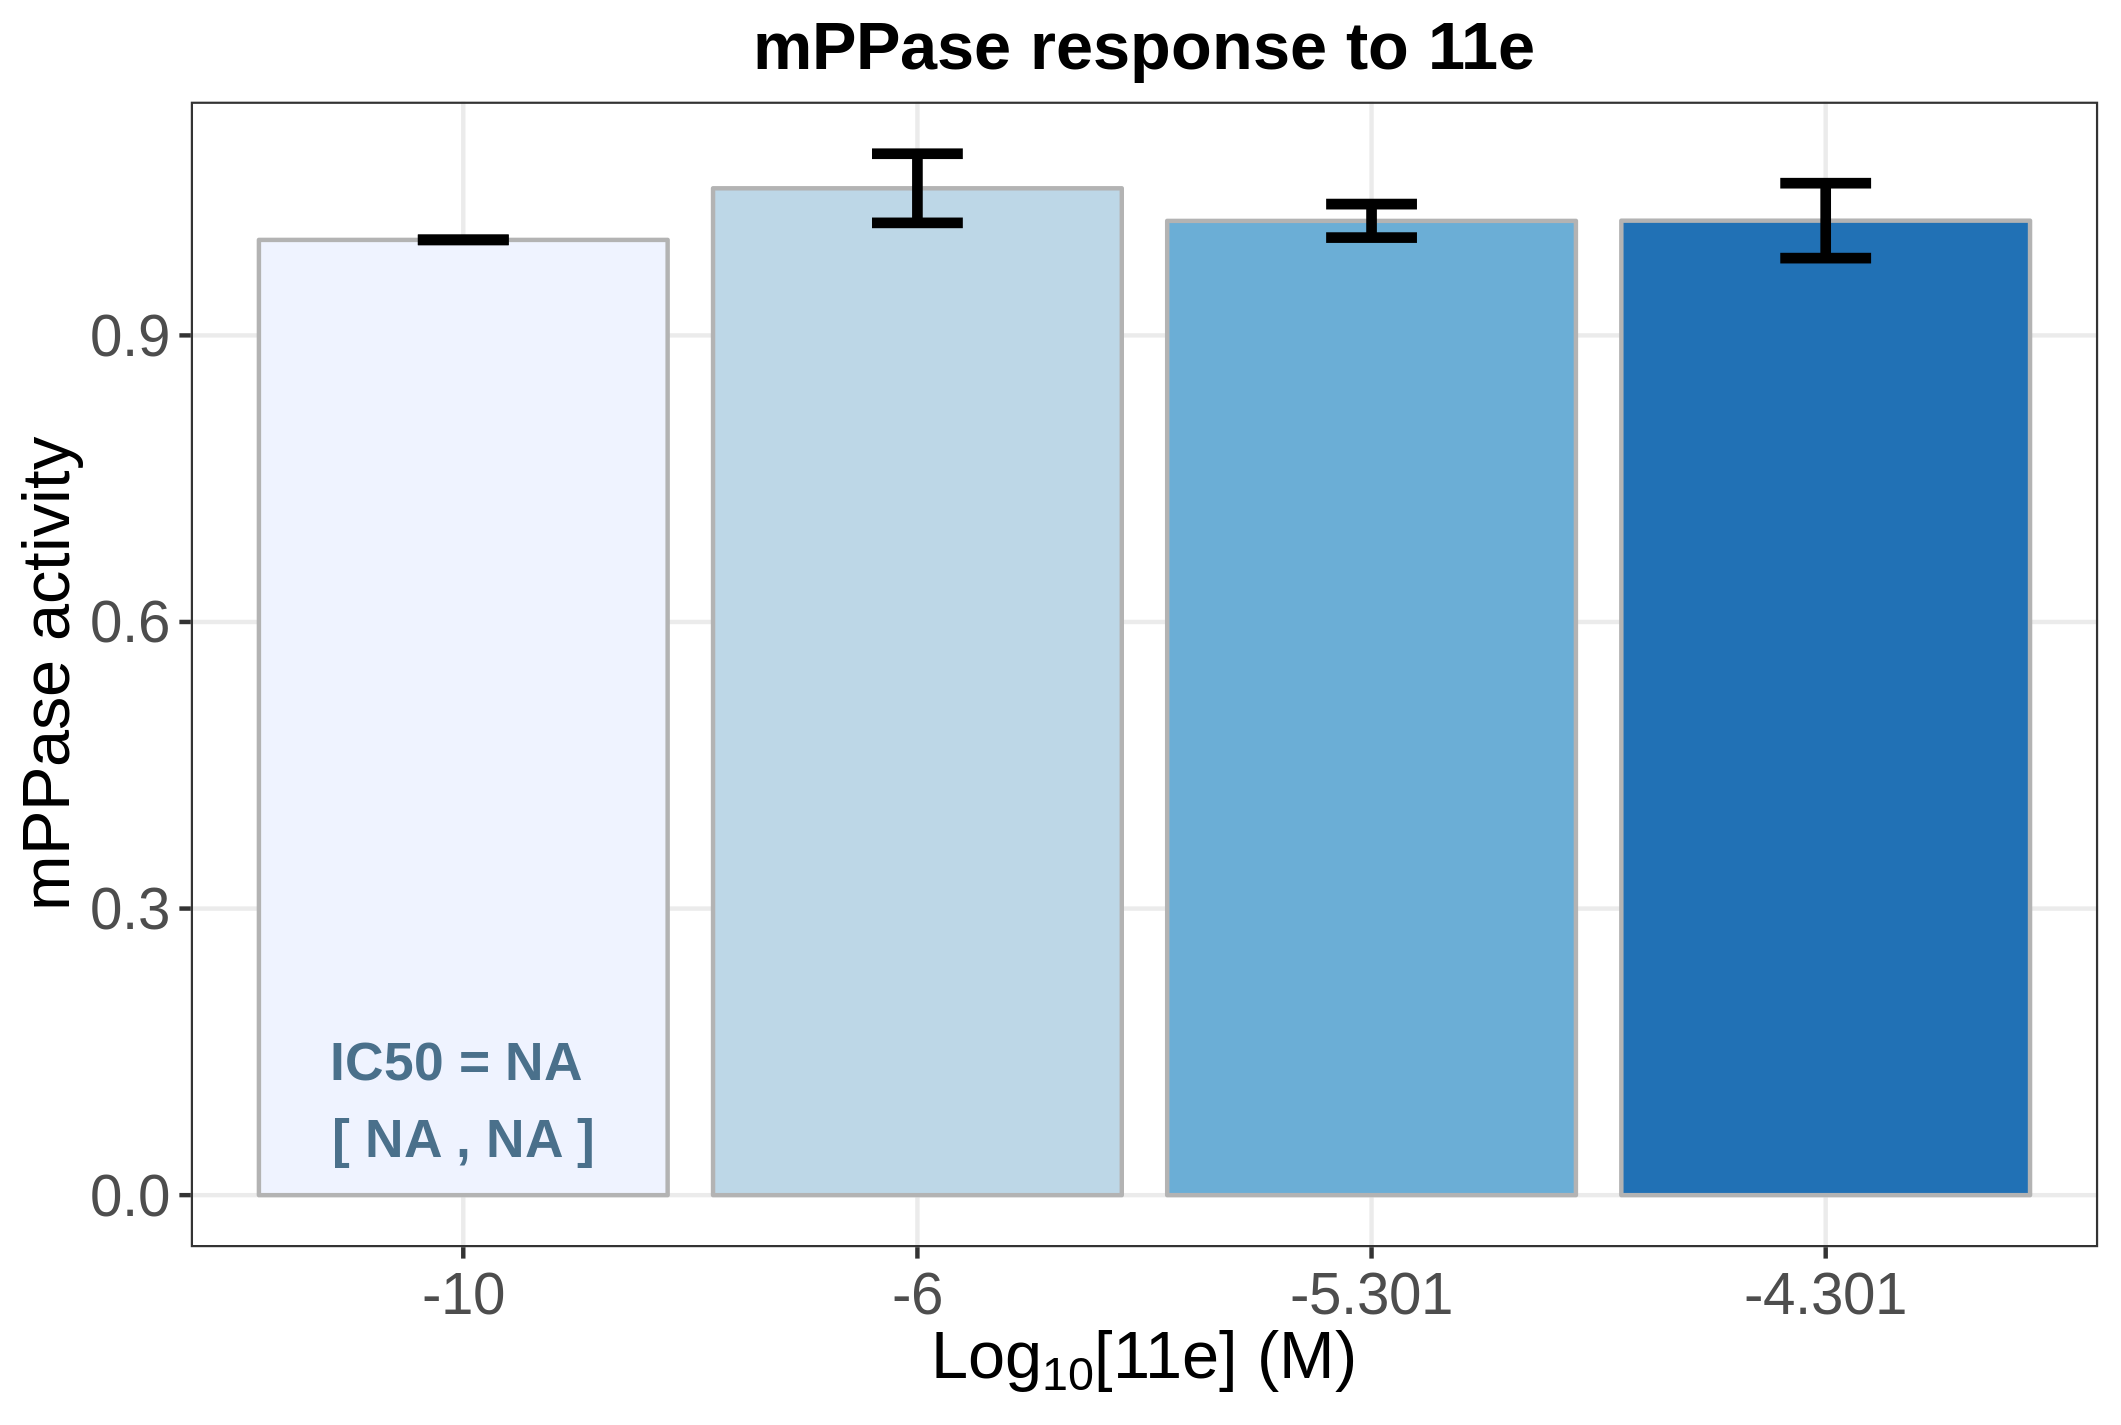 mPPase response to 11e
mPPase activity
0.9
0.6
0.3
0.0
IC50 = NA
[ NA , NA ]
-10
-6
-5.301
-4.301
Log₁₀[11e] (M)